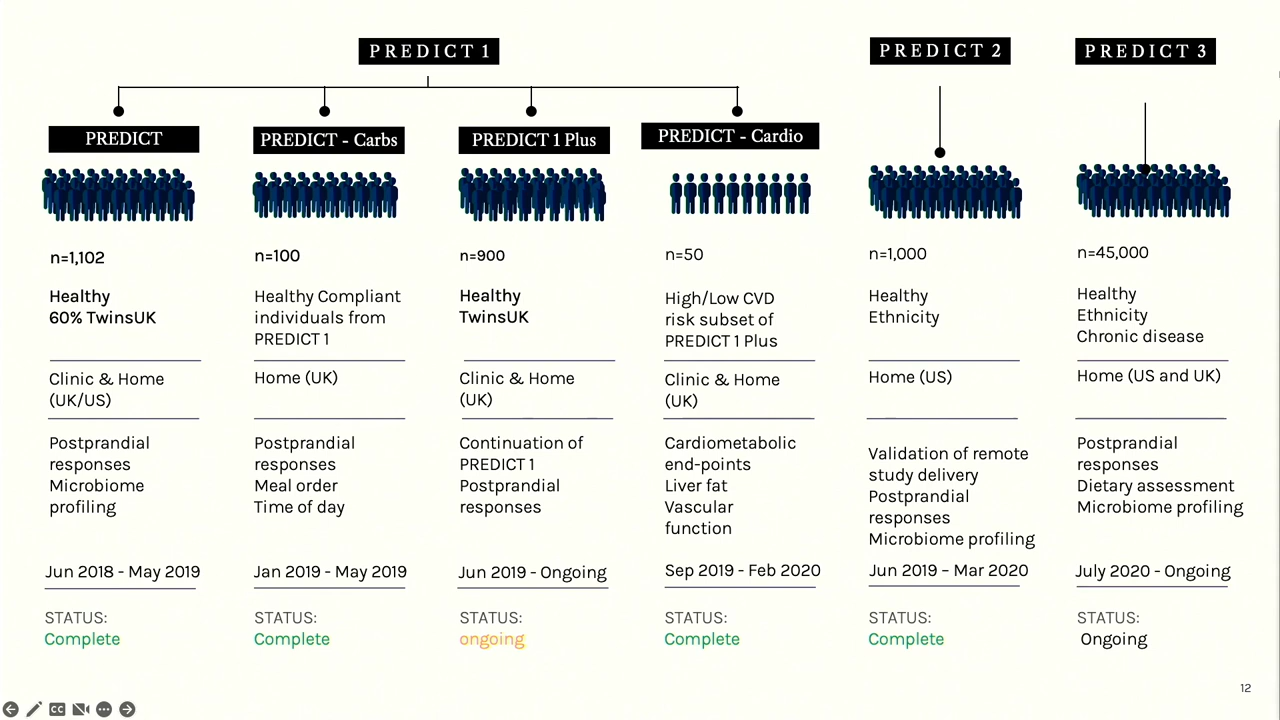 PREDICT 1
PREDICT 2
PREDICT 3
PREDICT
n=1,102
Healthy
60% TwinsUK
Clinic & Home
(UK/US)
Postprandial
responses
Microbiome
profiling
Jun 2018 - May 2019
STATUS:
Complete
PREDICT - Carbs
n=100
Healthy Compliant
individuals from
PREDICT 1
Home (UK)
Postprandial
responses
Meal order
Time of day
Jan 2019 - May 2019
STATUS:
Complete
PREDICT 1 Plus
n=900
Healthy
TwinsUK
Clinic & Home
(UK)
Continuation of
PREDICT 1
Postprandial
responses
Jun 2019 - Ongoing
STATUS:
ongoing
PREDICT - Cardio
n=50
High/Low CVD
risk subset of
PREDICT 1 Plus
Clinic & Home
(UK)
Cardiometabolic
end-points
Liver fat
Vascular
function
Sep 2019 - Feb 2020
STATUS:
Complete
n=1,000
Healthy
Ethnicity
Home (US)
Validation of remote
study delivery
Postprandial
responses
Microbiome profiling
Jun 2019 – Mar 2020
STATUS:
Complete
n=45,000
Healthy
Ethnicity
Chronic disease
Home (US and UK)
Postprandial
responses
Dietary assessment
Microbiome profiling
July 2020 - Ongoing
STATUS:
Ongoing
12
CC